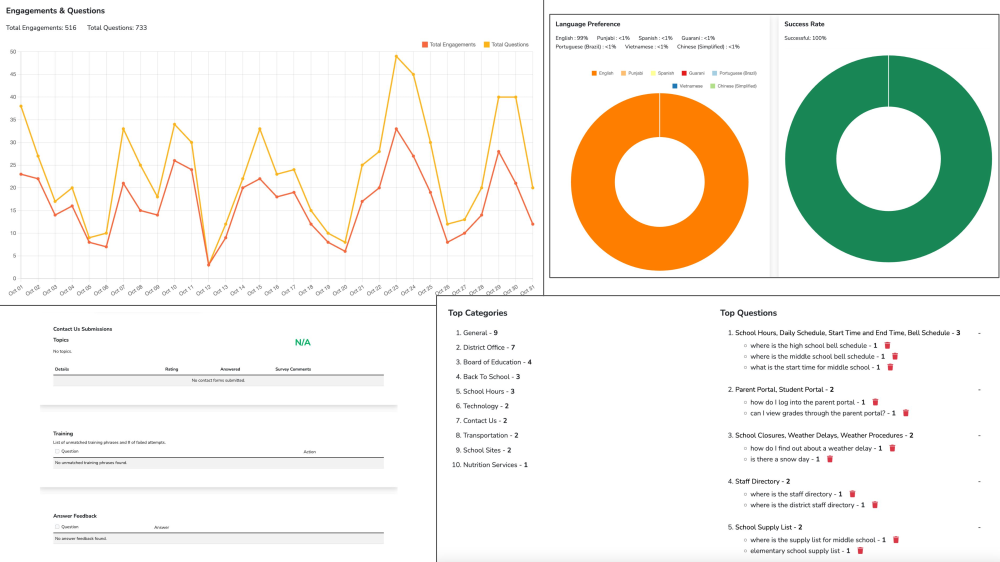 Engagements & Questions
Total Engagements: 516 Total Questions: 733
Total Engagements Total Questions
50
45
40
35
30
25
20
15
10
5
0
Oct 01 Oct 02 Oct 03 Oct 04 Oct 05 Oct 06 Oct 07 Oct 08 Oct 09 Oct 10 Oct 11 Oct 12 Oct 13 Oct 14 Oct 15 Oct 16 Oct 17 Oct 18 Oct 19 Oct 20 Oct 21 Oct 22 Oct 23 Oct 24 Oct 25 Oct 26 Oct 27 Oct 28 Oct 29 Oct 30 Oct 31
Language Preference
English : 99% Punjabi : <1% Spanish : <1% Guarani : <1%
Portuguese (Brazil) : <1% Vietnamese : <1% Chinese (Simplified) : <1%
English Punjabi Spanish Guarani Portuguese (Brazil)
Vietnamese Chinese (Simplified)
Success Rate
Successful: 100%
Contact Us Submissions
Topics
N/A
No topics.
Details Rating Answered Survey Comments
No contact forms submitted.
Training
List of unmatched training phrases and # of failed attempts.
Question Action
No unmatched training phrases found.
Answer Feedback
Question Answer
No answer feedback found.
Top Categories
1. General - 9
2. District Office - 7
3. Board of Education - 4
4. Back To School - 3
5. School Hours - 3
6. Technology - 2
7. Contact Us - 2
8. Transportation - 2
9. School Sites - 2
10. Nutrition Services - 1
Top Questions
1. School Hours, Daily Schedule, Start Time and End Time, Bell Schedule - 3 -
where is the high school bell schedule - 1
where is the middle school bell schedule - 1
what is the start time for middle school - 1
2. Parent Portal, Student Portal - 2 -
how do I log into the parent portal - 1
can I view grades through the parent portal? - 1
3. School Closures, Weather Delays, Weather Procedures - 2 -
how do I find out about a weather delay - 1
is there a snow day - 1
4. Staff Directory - 2 -
where is the staff directory - 1
where is the district staff directory - 1
5. School Supply List - 2 -
where is the supply list for middle school - 1
elementary school supply list - 1